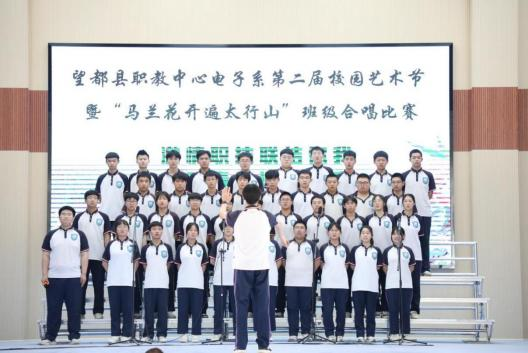 望都县职教中心电子系第二届校园艺术节
暨“马兰花开遍太行山”班级合唱比赛